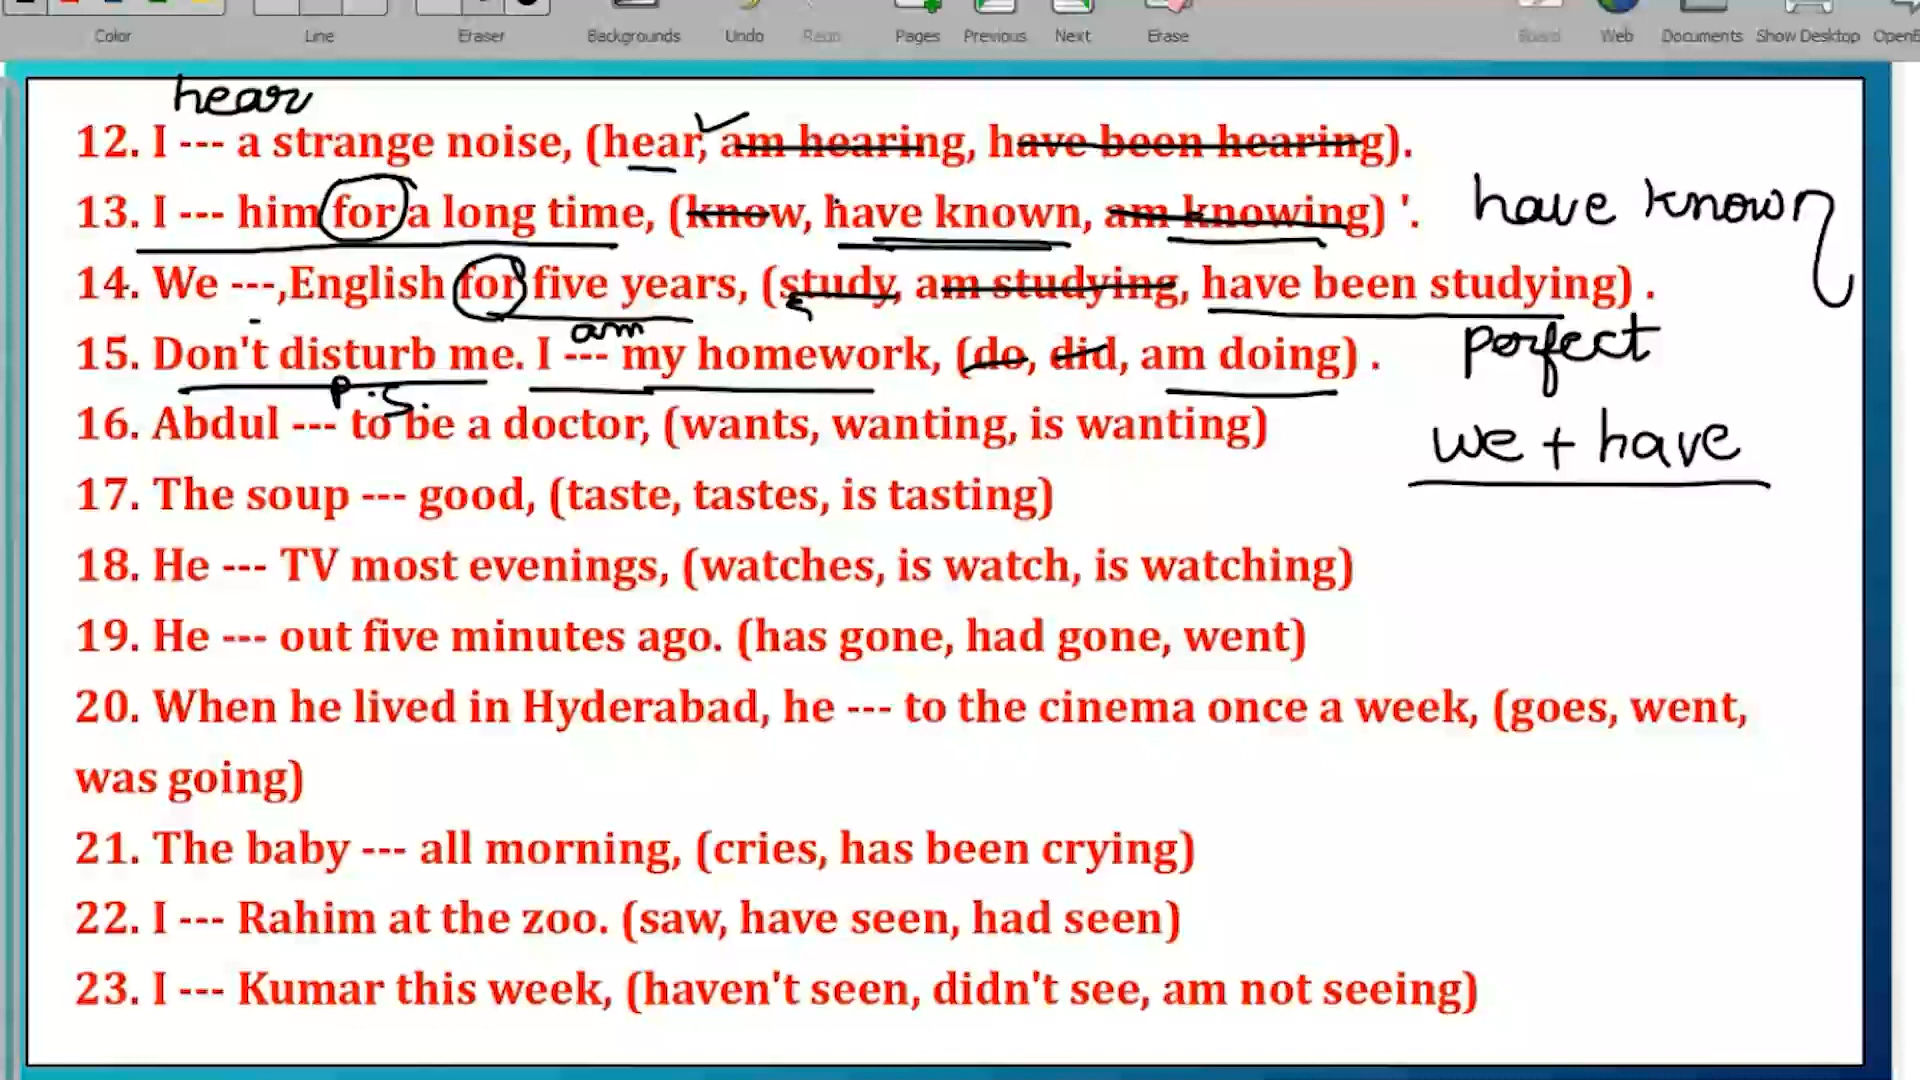 Color Line Eraser Backgrounds Undo Redo Pages Previous Next Erase Board Web Documents Show Desktop
hear
12. I --- a strange noise, (hear, am hearing, have been hearing).
13. I --- him for a long time, (know, have known, am knowing) '.
have known
14. We ---,English for five years, (study, am studying, have been studying) .
am
perfect
15. Don't disturb me. I --- my homework, (do, did, am doing) .
P.S.
16. Abdul --- to be a doctor, (wants, wanting, is wanting)
we + have
17. The soup --- good, (taste, tastes, is tasting)
18. He --- TV most evenings, (watches, is watch, is watching)
19. He --- out five minutes ago. (has gone, had gone, went)
20. When he lived in Hyderabad, he --- to the cinema once a week, (goes, went,
was going)
21. The baby --- all morning, (cries, has been crying)
22. I --- Rahim at the zoo. (saw, have seen, had seen)
23. I --- Kumar this week, (haven't seen, didn't see, am not seeing)